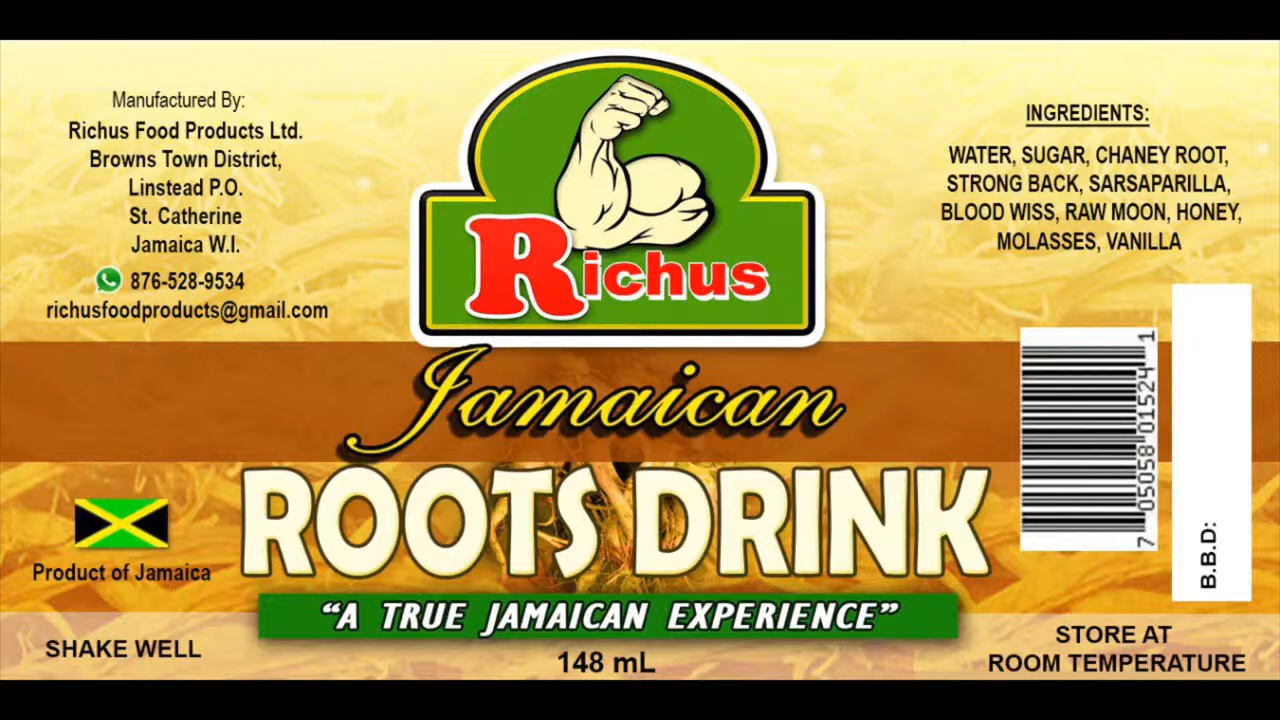 Manufactured By:
Richus Food Products Ltd.
Browns Town District,
Linstead P.O.
St. Catherine
Jamaica W.I.
876-528-9534
richusfoodproducts@gmail.com
Product of Jamaica
SHAKE WELL
Richus
Jamaican
ROOTS DRINK
“A TRUE JAMAICAN EXPERIENCE”
148 mL
INGREDIENTS:
WATER, SUGAR, CHANEY ROOT,
STRONG BACK, SARSAPARILLA,
BLOOD WISS, RAW MOON, HONEY,
MOLASSES, VANILLA
7 05058 01524 1
B.B.D:
STORE AT
ROOM TEMPERATURE